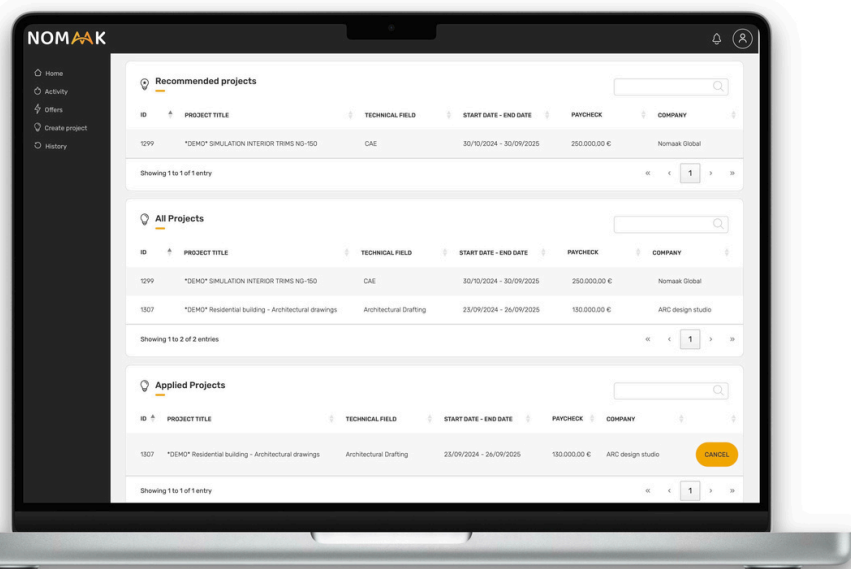 NOMAAK
Home
Activity
Offers
Create project
History
Recommended projects
ID PROJECT TITLE TECHNICAL FIELD START DATE - END DATE PAYCHECK COMPANY
1299 *DEMO* SIMULATION INTERIOR TRIMS NG-150 CAE 30/10/2024 - 30/09/2025 250.000,00 € Nomaak Global
Showing 1 to 1 of 1 entry « ‹ 1 › »
All Projects
ID PROJECT TITLE TECHNICAL FIELD START DATE - END DATE PAYCHECK COMPANY
1299 *DEMO* SIMULATION INTERIOR TRIMS NG-150 CAE 30/10/2024 - 30/09/2025 250.000,00 € Nomaak Global
1307 *DEMO* Residential building - Architectural drawings Architectural Drafting 23/09/2024 - 26/09/2025 130.000,00 € ARC design studio
Showing 1 to 2 of 2 entries « ‹ 1 › »
Applied Projects
ID PROJECT TITLE TECHNICAL FIELD START DATE - END DATE PAYCHECK COMPANY
1307 *DEMO* Residential building - Architectural drawings Architectural Drafting 23/09/2024 - 26/09/2025 130.000,00 € ARC design studio CANCEL
Showing 1 to 1 of 1 entry « ‹ 1 › »